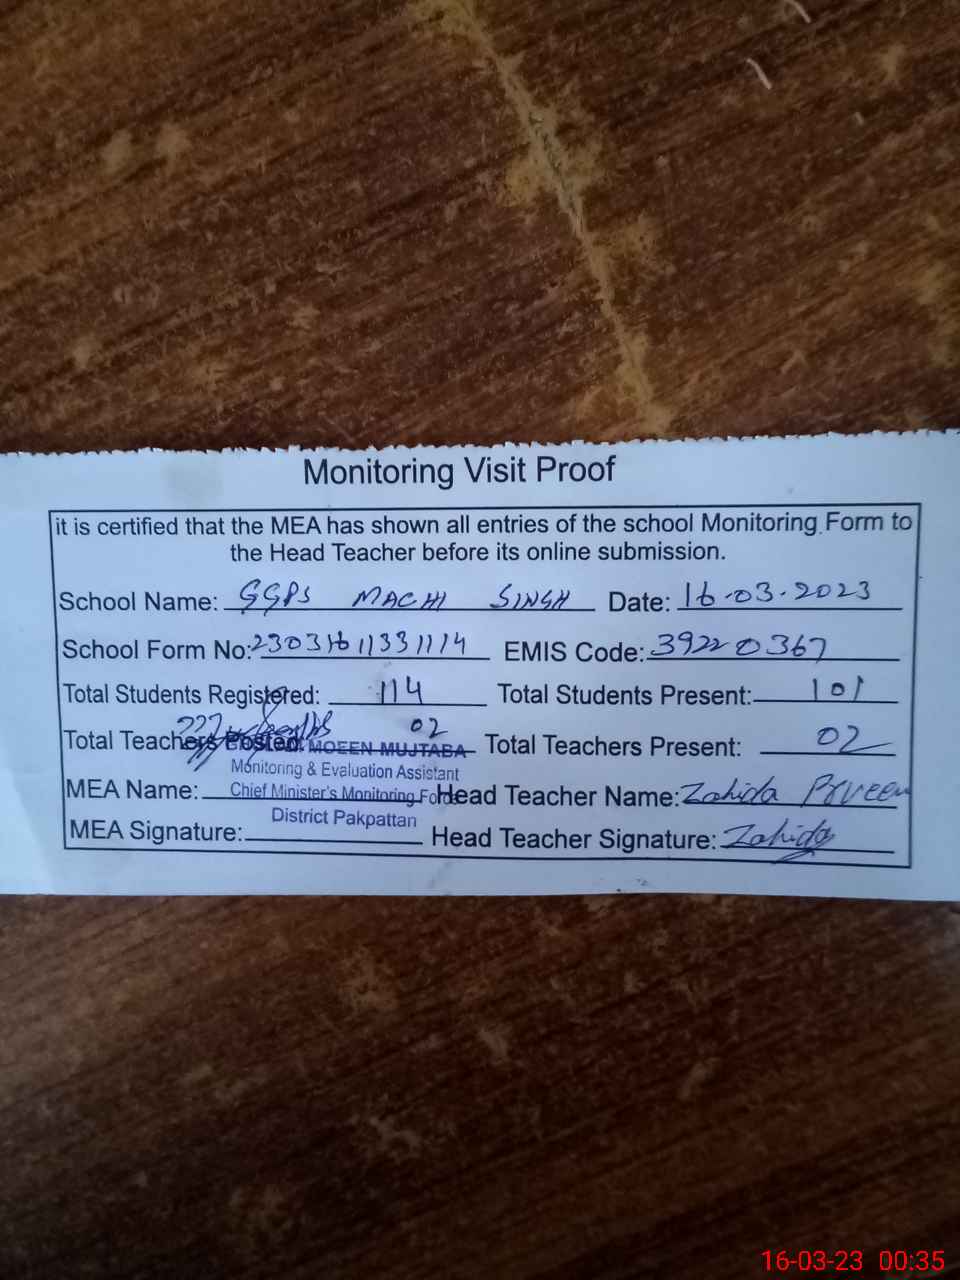 Monitoring Visit Proof
it is certified that the MEA has shown all entries of the school Monitoring Form to
the Head Teacher before its online submission.
School Name: GGPS MACHI SINGH Date: 16-03-2023
School Form No: 23031611331114 EMIS Code: 39220367
Total Students Registered: 114 Total Students Present: 101
Total Teachers Posted: 02 Total Teachers Present: 02
MOEEN MUJTABA
Monitoring & Evaluation Assistant
MEA Name: Chief Minister's Monitoring Force Head Teacher Name: Zahida Prveen
District Pakpattan
MEA Signature: Head Teacher Signature: Zahida
16-03-23 00:35